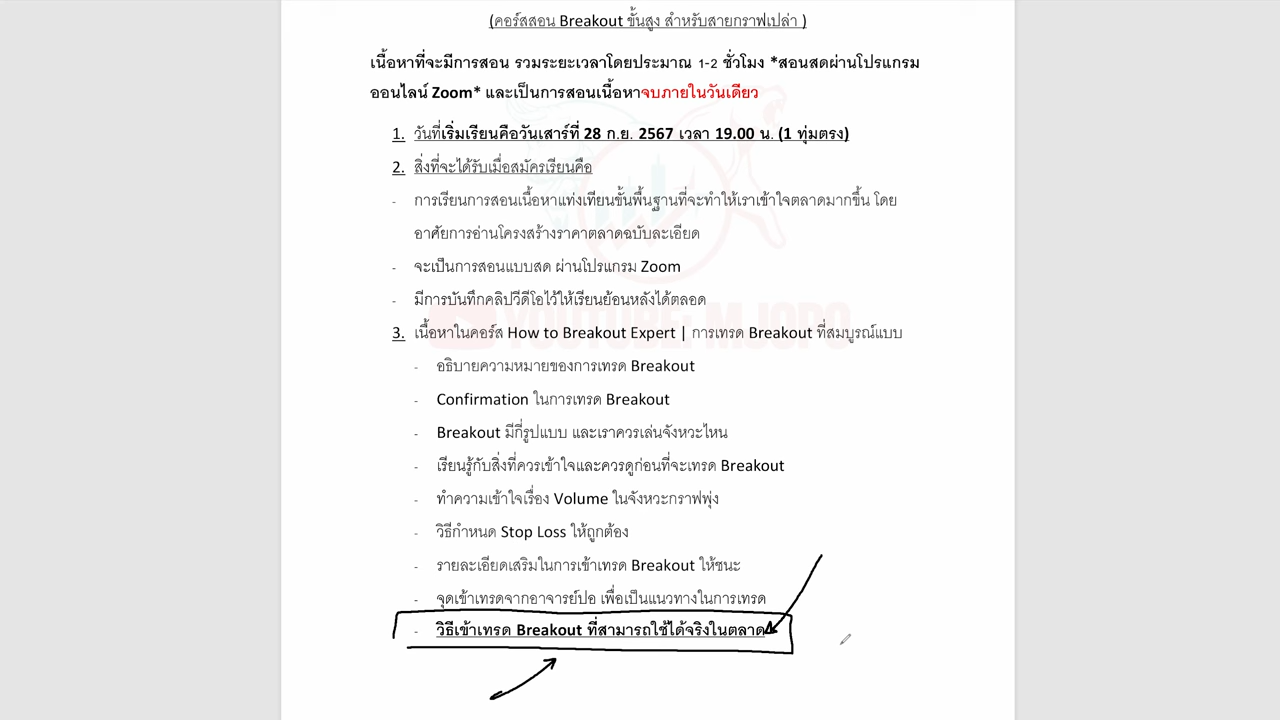 (คอร์สสอน Breakout ขั้นสูง สำหรับสายกราฟเปล่า )
เนื้อหาที่จะมีการสอน รวมระยะเวลาโดยประมาณ 1-2 ชั่วโมง *สอนสดผ่านโปรแกรม
ออนไลน์ Zoom* และเป็นการสอนเนื้อหาจบภายในวันเดียว
1. วันที่เริ่มเรียนคือวันเสาร์ที่ 28 ก.ย. 2567 เวลา 19.00 น. (1 ทุ่มตรง)
2. สิ่งที่จะได้รับเมื่อสมัครเรียนคือ
- การเรียนการสอนเนื้อหาแท่งเทียนขั้นพื้นฐานที่จะทำให้เราเข้าใจตลาดมากขึ้น โดย
อาศัยการอ่านโครงสร้างราคาตลาดฉบับละเอียด
- จะเป็นการสอนแบบสด ผ่านโปรแกรม Zoom
- มีการบันทึกคลิปวีดีโอไว้ให้เรียนย้อนหลังได้ตลอด
YOUTUBE: MJOPO
3. เนื้อหาในคอร์ส How to Breakout Expert | การเทรด Breakout ที่สมบูรณ์แบบ
- อธิบายความหมายของการเทรด Breakout
- Confirmation ในการเทรด Breakout
- Breakout มีกี่รูปแบบ และเราควรเล่นจังหวะไหน
- เรียนรู้กับสิ่งที่ควรเข้าใจและควรดูก่อนที่จะเทรด Breakout
- ทำความเข้าใจเรื่อง Volume ในจังหวะกราฟพุ่ง
- วิธีกำหนด Stop Loss ให้ถูกต้อง
- รายละเอียดเสริมในการเข้าเทรด Breakout ให้ชนะ
- จุดเข้าเทรดจากอาจารย์ปอ เพื่อเป็นแนวทางในการเทรด
- วิธีเข้าเทรด Breakout ที่สามารถใช้ได้จริงในตลาด